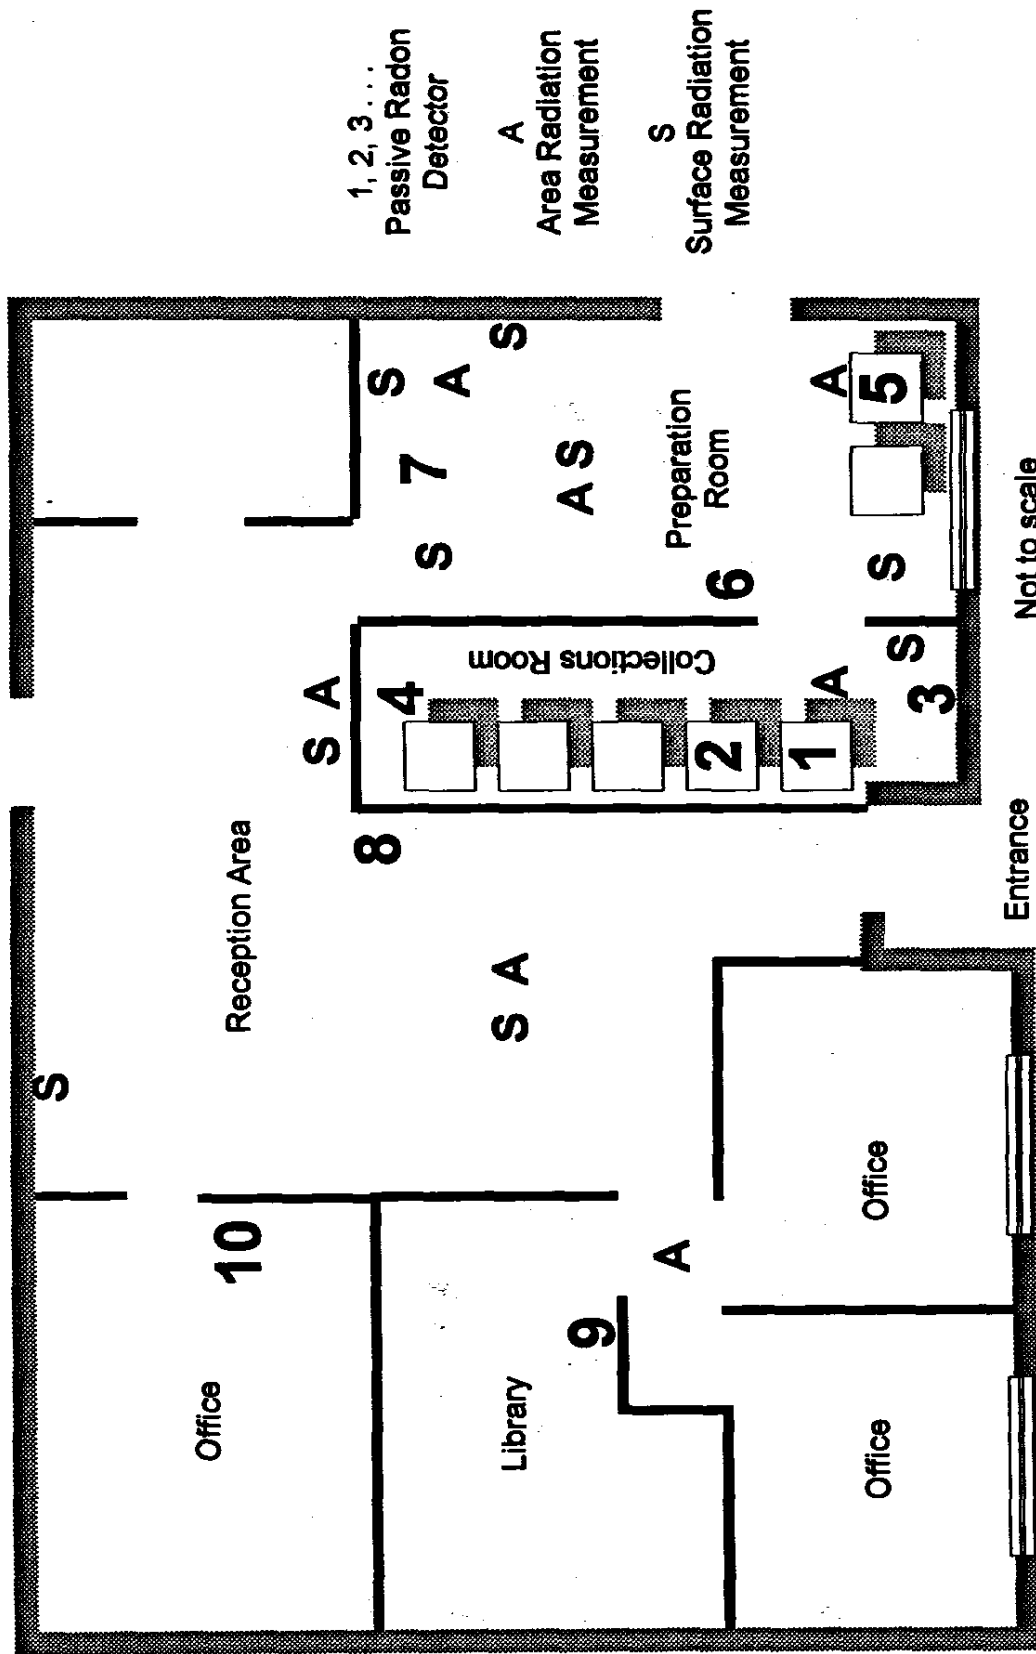 S
Office
10
Reception Area
S A
8
4
S
7
S
A
Library
S A
S
A S
9
A
Collections Room
Preparation
Room
2
6
1
A
A
Office
Office
S
S
5
3
Entrance
Not to scale
1, 2, 3 . . .
Passive Radon
Detector
A
Area Radiation
Measurement
S
Surface Radiation
Measurement